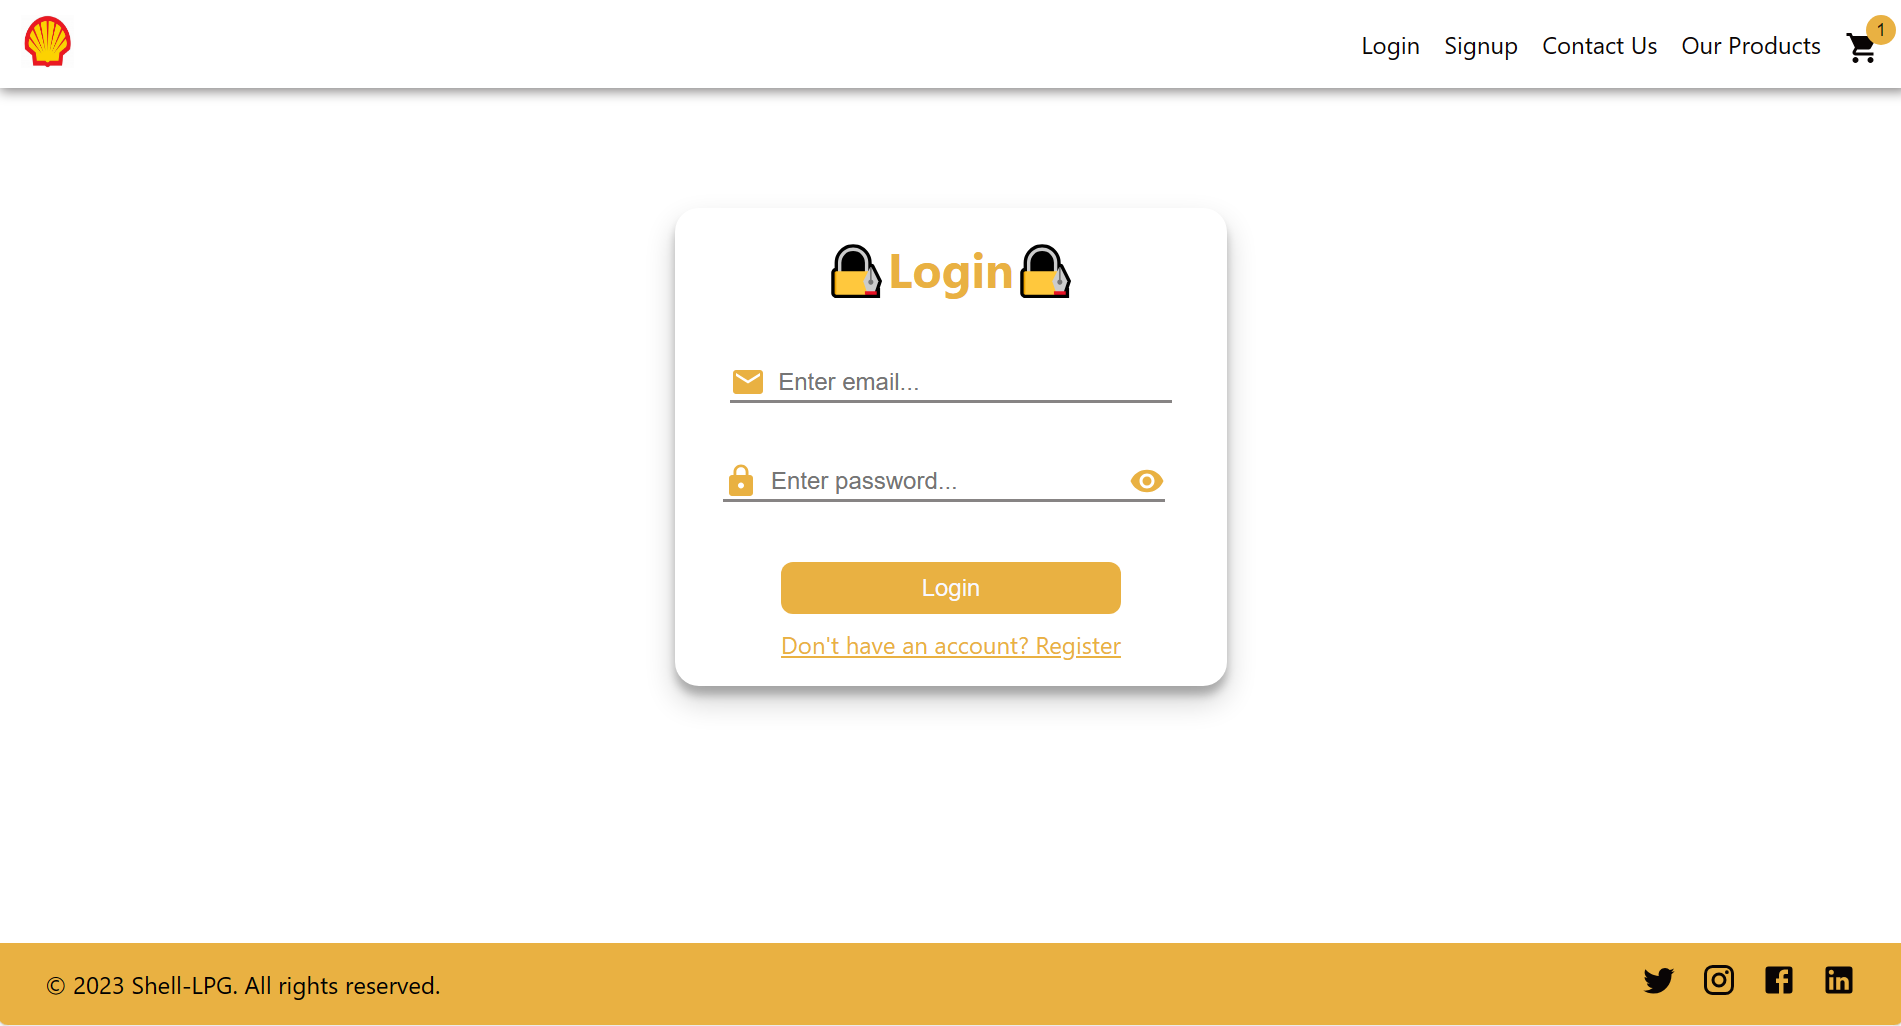 Login Signup Contact Us Our Products 1
Login
Enter email...
Enter password...
Login
Don't have an account? Register
© 2023 Shell-LPG. All rights reserved.